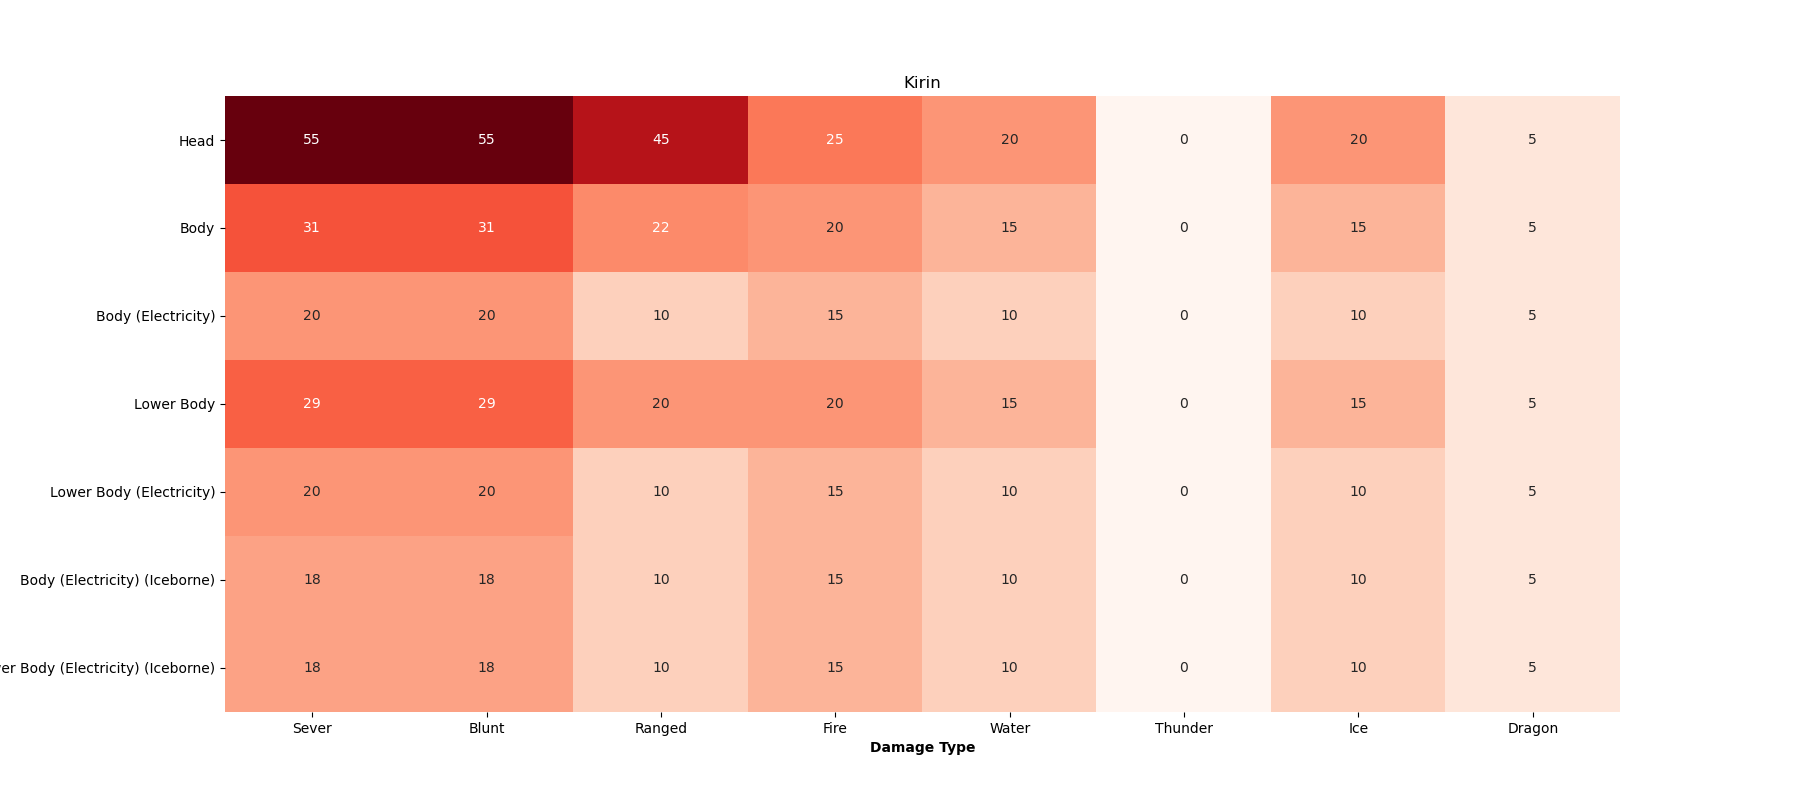 Kirin
Head 55 55 45 25 20 0 20 5
Body 31 31 22 20 15 0 15 5
Body (Electricity) 20 20 10 15 10 0 10 5
Lower Body 29 29 20 20 15 0 15 5
Lower Body (Electricity) 20 20 10 15 10 0 10 5
Body (Electricity) (Iceborne) 18 18 10 15 10 0 10 5
er Body (Electricity) (Iceborne) 18 18 10 15 10 0 10 5
Sever Blunt Ranged Fire Water Thunder Ice Dragon
Damage Type